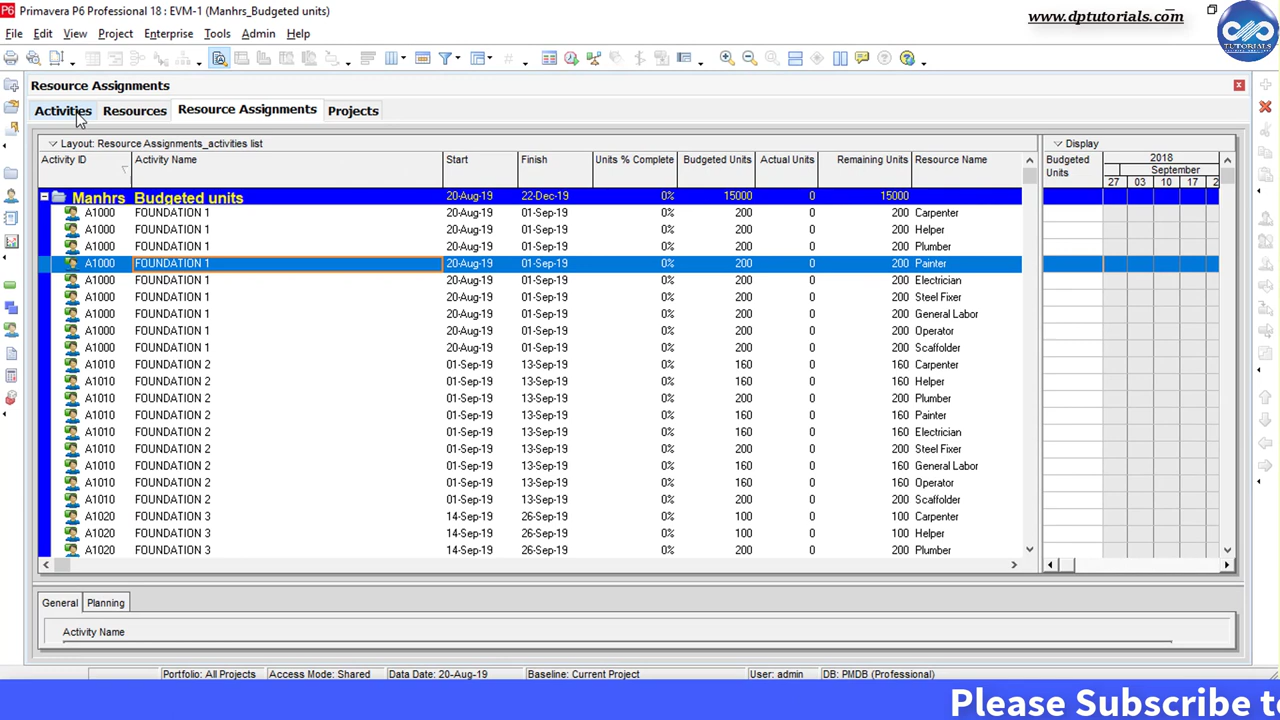 Primavera P6 Professional 18 : EVM-1 (Manhrs_Budgeted units)
www.dptutorials.com
TUTORIALS
File Edit View Project Enterprise Tools Admin Help
Resource Assignments
Activities Resources Resource Assignments Projects
Layout: Resource Assignments_activities list
Display
Activity ID Activity Name Start Finish Units % Complete Budgeted Units Actual Units Remaining Units Resource Name
Budgeted Units
2018
September
27 03 10 17 2
Manhrs_Budgeted units 20-Aug-19 22-Dec-19 0% 15000 0 15000
A1000 FOUNDATION 1 20-Aug-19 01-Sep-19 0% 200 0 200 Carpenter
A1000 FOUNDATION 1 20-Aug-19 01-Sep-19 0% 200 0 200 Helper
A1000 FOUNDATION 1 20-Aug-19 01-Sep-19 0% 200 0 200 Plumber
A1000 FOUNDATION 1 20-Aug-19 01-Sep-19 0% 200 0 200 Painter
A1000 FOUNDATION 1 20-Aug-19 01-Sep-19 0% 200 0 200 Electrician
A1000 FOUNDATION 1 20-Aug-19 01-Sep-19 0% 200 0 200 Steel Fixer
A1000 FOUNDATION 1 20-Aug-19 01-Sep-19 0% 200 0 200 General Labor
A1000 FOUNDATION 1 20-Aug-19 01-Sep-19 0% 200 0 200 Operator
A1000 FOUNDATION 1 20-Aug-19 01-Sep-19 0% 200 0 200 Scaffolder
A1010 FOUNDATION 2 01-Sep-19 13-Sep-19 0% 160 0 160 Carpenter
A1010 FOUNDATION 2 01-Sep-19 13-Sep-19 0% 160 0 160 Helper
A1010 FOUNDATION 2 01-Sep-19 13-Sep-19 0% 160 0 160 Plumber
A1010 FOUNDATION 2 01-Sep-19 13-Sep-19 0% 160 0 160 Painter
A1010 FOUNDATION 2 01-Sep-19 13-Sep-19 0% 160 0 160 Electrician
A1010 FOUNDATION 2 01-Sep-19 13-Sep-19 0% 160 0 160 Steel Fixer
A1010 FOUNDATION 2 01-Sep-19 13-Sep-19 0% 160 0 160 General Labor
A1010 FOUNDATION 2 01-Sep-19 13-Sep-19 0% 160 0 160 Operator
A1010 FOUNDATION 2 01-Sep-19 13-Sep-19 0% 200 0 200 Scaffolder
A1020 FOUNDATION 3 14-Sep-19 26-Sep-19 0% 100 0 100 Carpenter
A1020 FOUNDATION 3 14-Sep-19 26-Sep-19 0% 100 0 100 Helper
A1020 FOUNDATION 3 14-Sep-19 26-Sep-19 0% 200 0 200 Plumber
General Planning
Activity Name
Portfolio: All Projects Access Mode: Shared Data Date: 20-Aug-19 Baseline: Current Project User: admin DB: PMDB (Professional)
Please Subscribe to